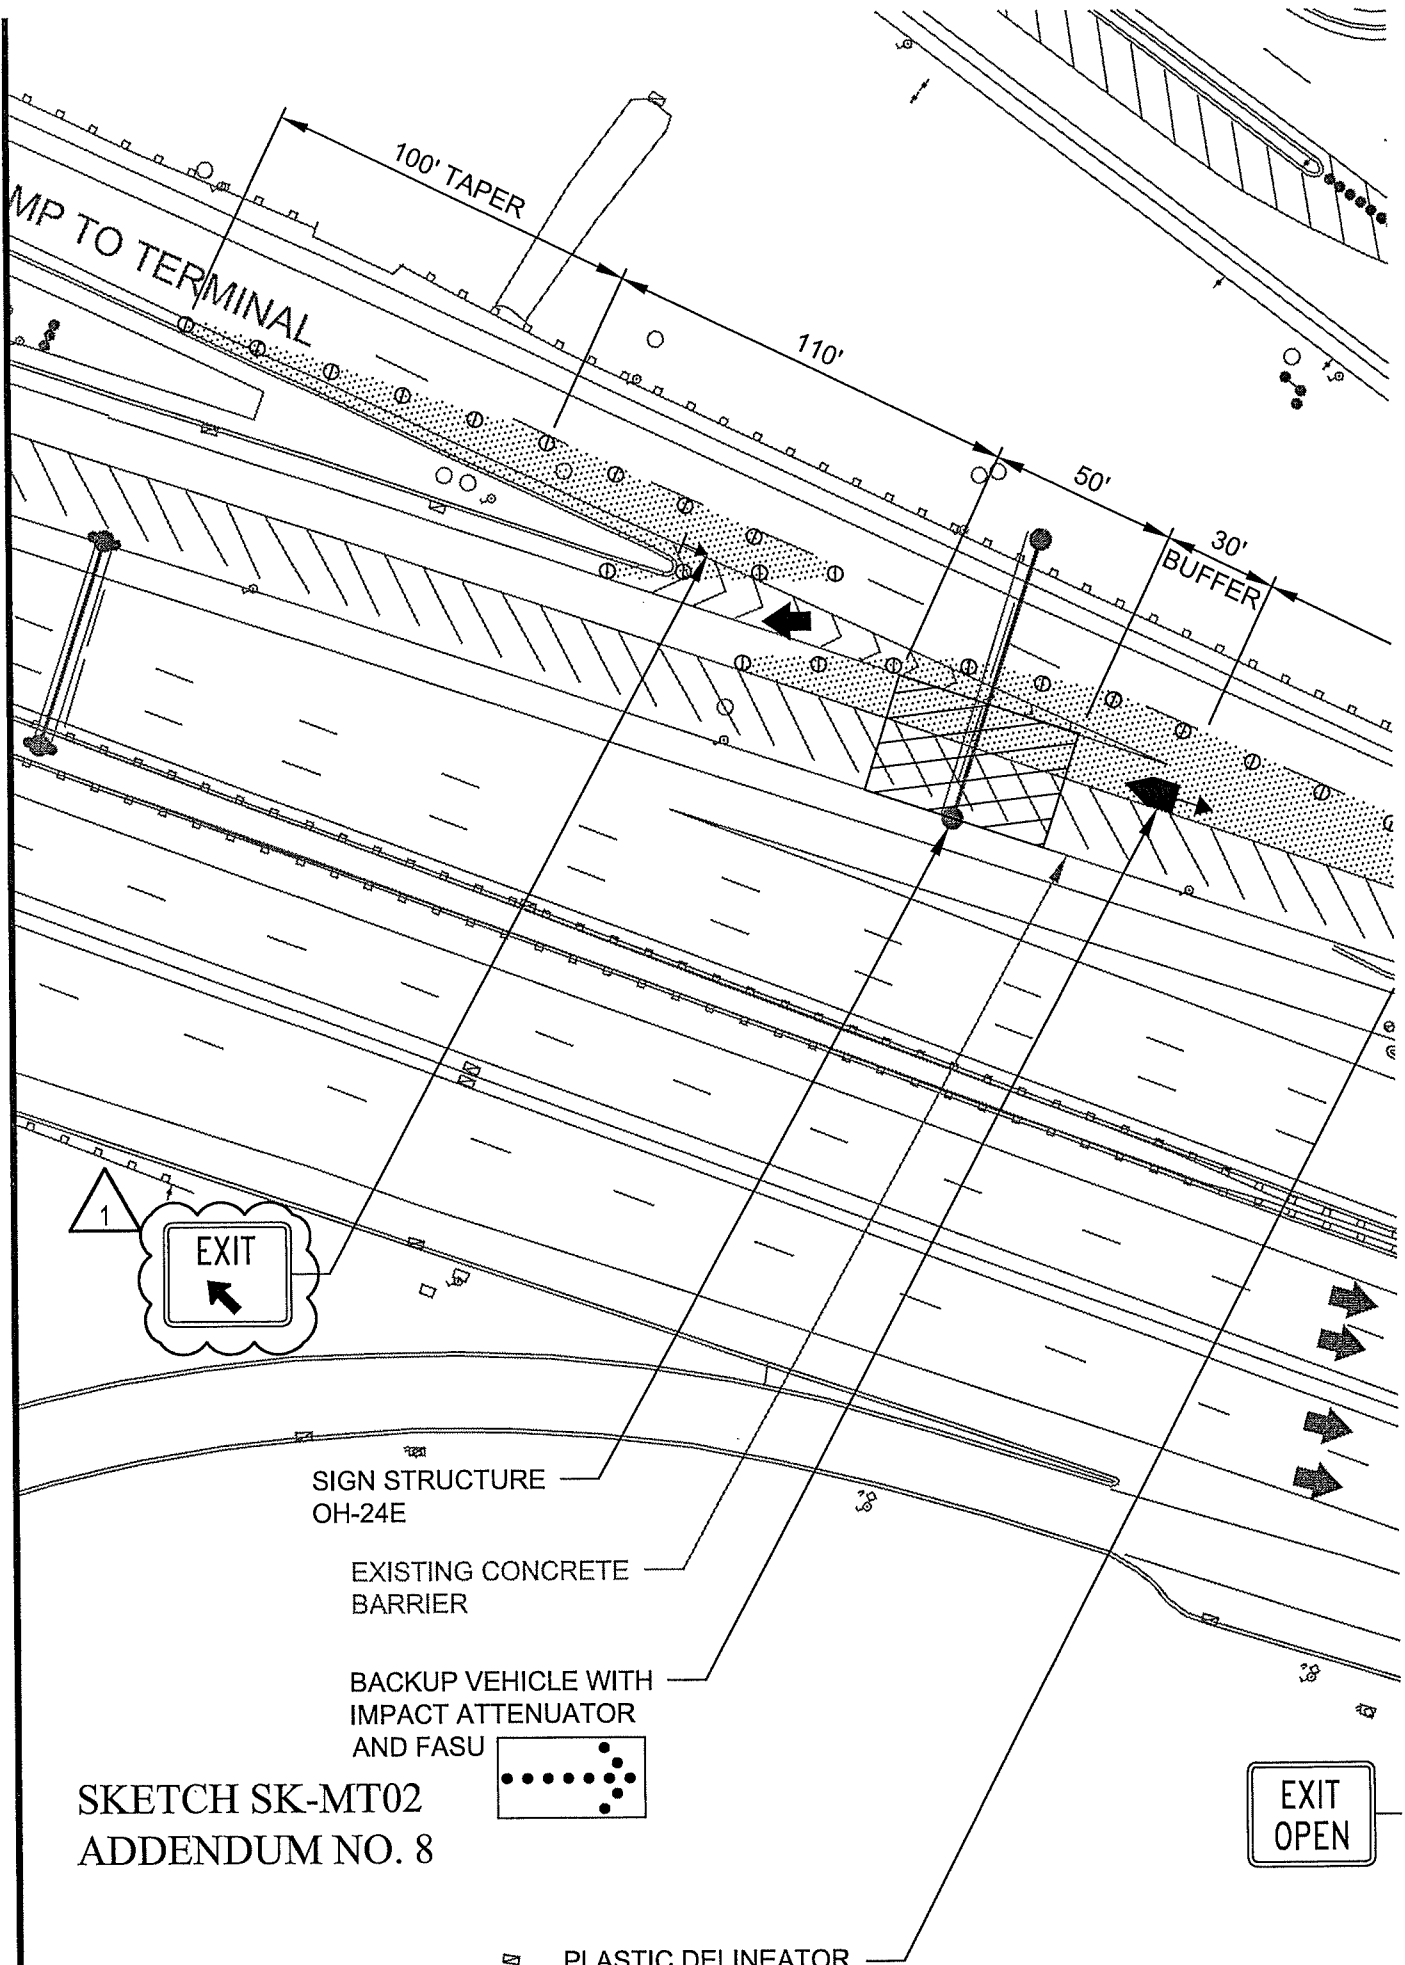 100' TAPER
MP TO TERMINAL
110'
50'
30'
BUFFER
1
EXIT
SIGN STRUCTURE
OH-24E
EXISTING CONCRETE
BARRIER
BACKUP VEHICLE WITH
IMPACT ATTENUATOR
AND FASU
SKETCH SK-MT02
ADDENDUM NO. 8
EXIT
OPEN
PLASTIC DELINEATOR